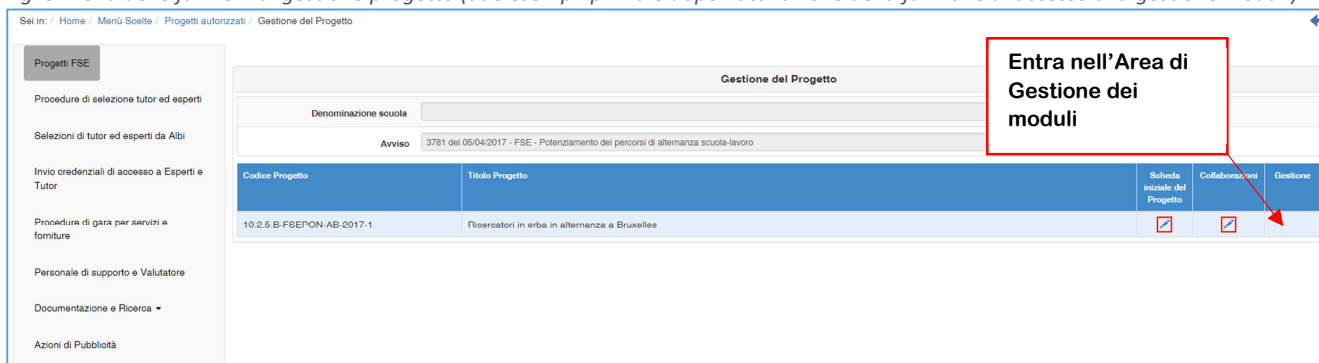 Sei in: / Home / Menù Scelte / Progetti autorizzati / Gestione del Progetto
Progetti FSE
Procedure di selezione tutor ed esperti
Selezioni di tutor ed esperti da Albi
Invio credenziali di accesso a Esperti e
Tutor
Procedure di gara per servizi e
forniture
Personale di supporto e Valutatore
Documentazione e Ricerca
Azioni di Pubblicità
Gestione del Progetto
Denominazione scuola
Avviso 3781 del 05/04/2017 - FSE - Potenziamento dei percorsi di alternanza scuola-lavoro
Entra nell'Area di
Gestione dei
moduli
Codice Progetto Titolo Progetto Scheda Collaborazioni Gestione
iniziale del
Progetto
10.2.5.B-FSEPON-AB-2017-1 Ricercatori in erba in alternanza a Bruxelles